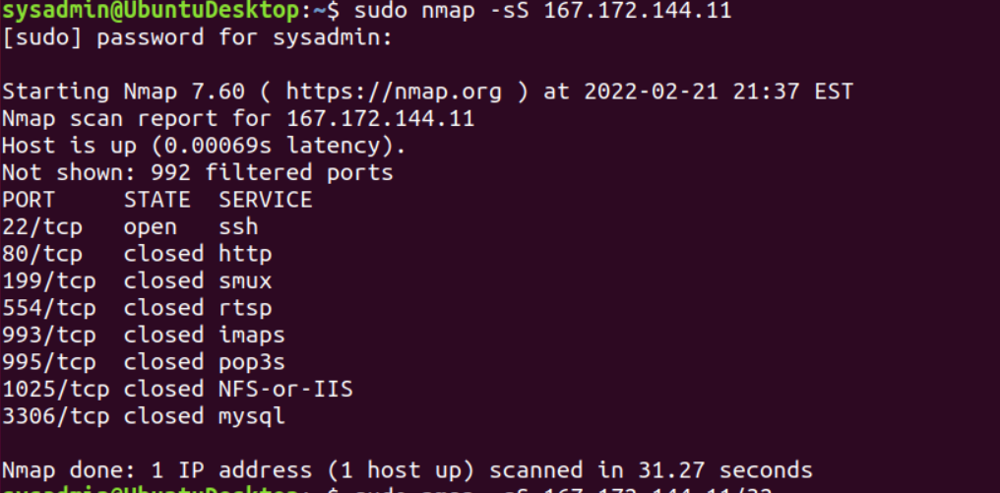 sysadmin@UbuntuDesktop:~$ sudo nmap -sS 167.172.144.11
[sudo] password for sysadmin:
Starting Nmap 7.60 ( https://nmap.org ) at 2022-02-21 21:37 EST
Nmap scan report for 167.172.144.11
Host is up (0.00069s latency).
Not shown: 992 filtered ports
PORT     STATE  SERVICE
22/tcp   open   ssh
80/tcp   closed http
199/tcp  closed smux
554/tcp  closed rtsp
993/tcp  closed imaps
995/tcp  closed pop3s
1025/tcp closed NFS-or-IIS
3306/tcp closed mysql
Nmap done: 1 IP address (1 host up) scanned in 31.27 seconds
sysadmin@UbuntuDesktop:~$ sudo nmap -sS